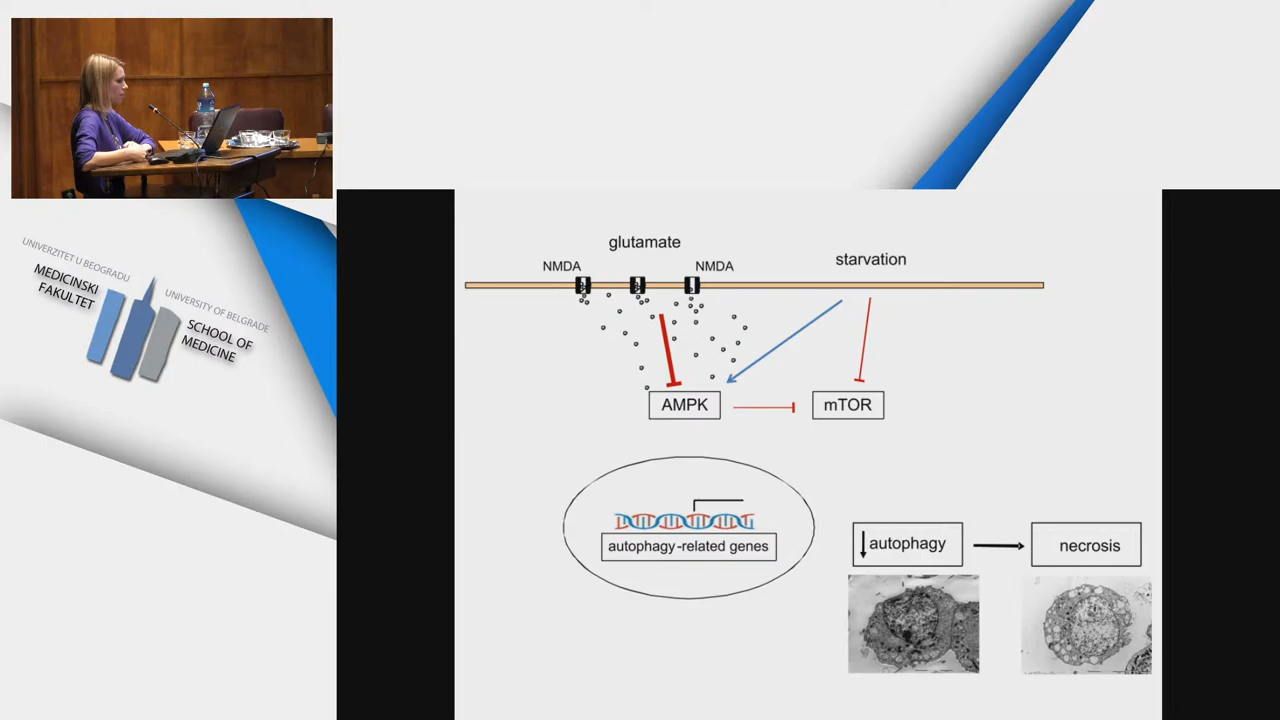 UNIVERZITET U BEOGRADU
MEDICINSKI
FAKULTET
UNIVERSITY OF BELGRADE
SCHOOL OF
MEDICINE
glutamate
NMDA
NMDA
starvation
AMPK
mTOR
autophagy-related genes
autophagy
necrosis